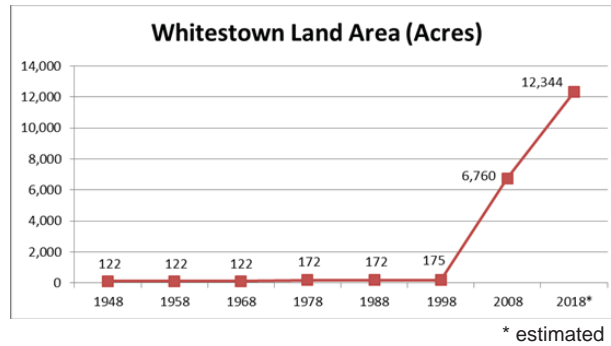 Whitestown Land Area (Acres)
14,000
12,000
10,000
8,000
6,000
4,000
2,000
0
122 122 122 172 172 175 6,760 12,344
1948 1958 1968 1978 1988 1998 2008 2018*
* estimated